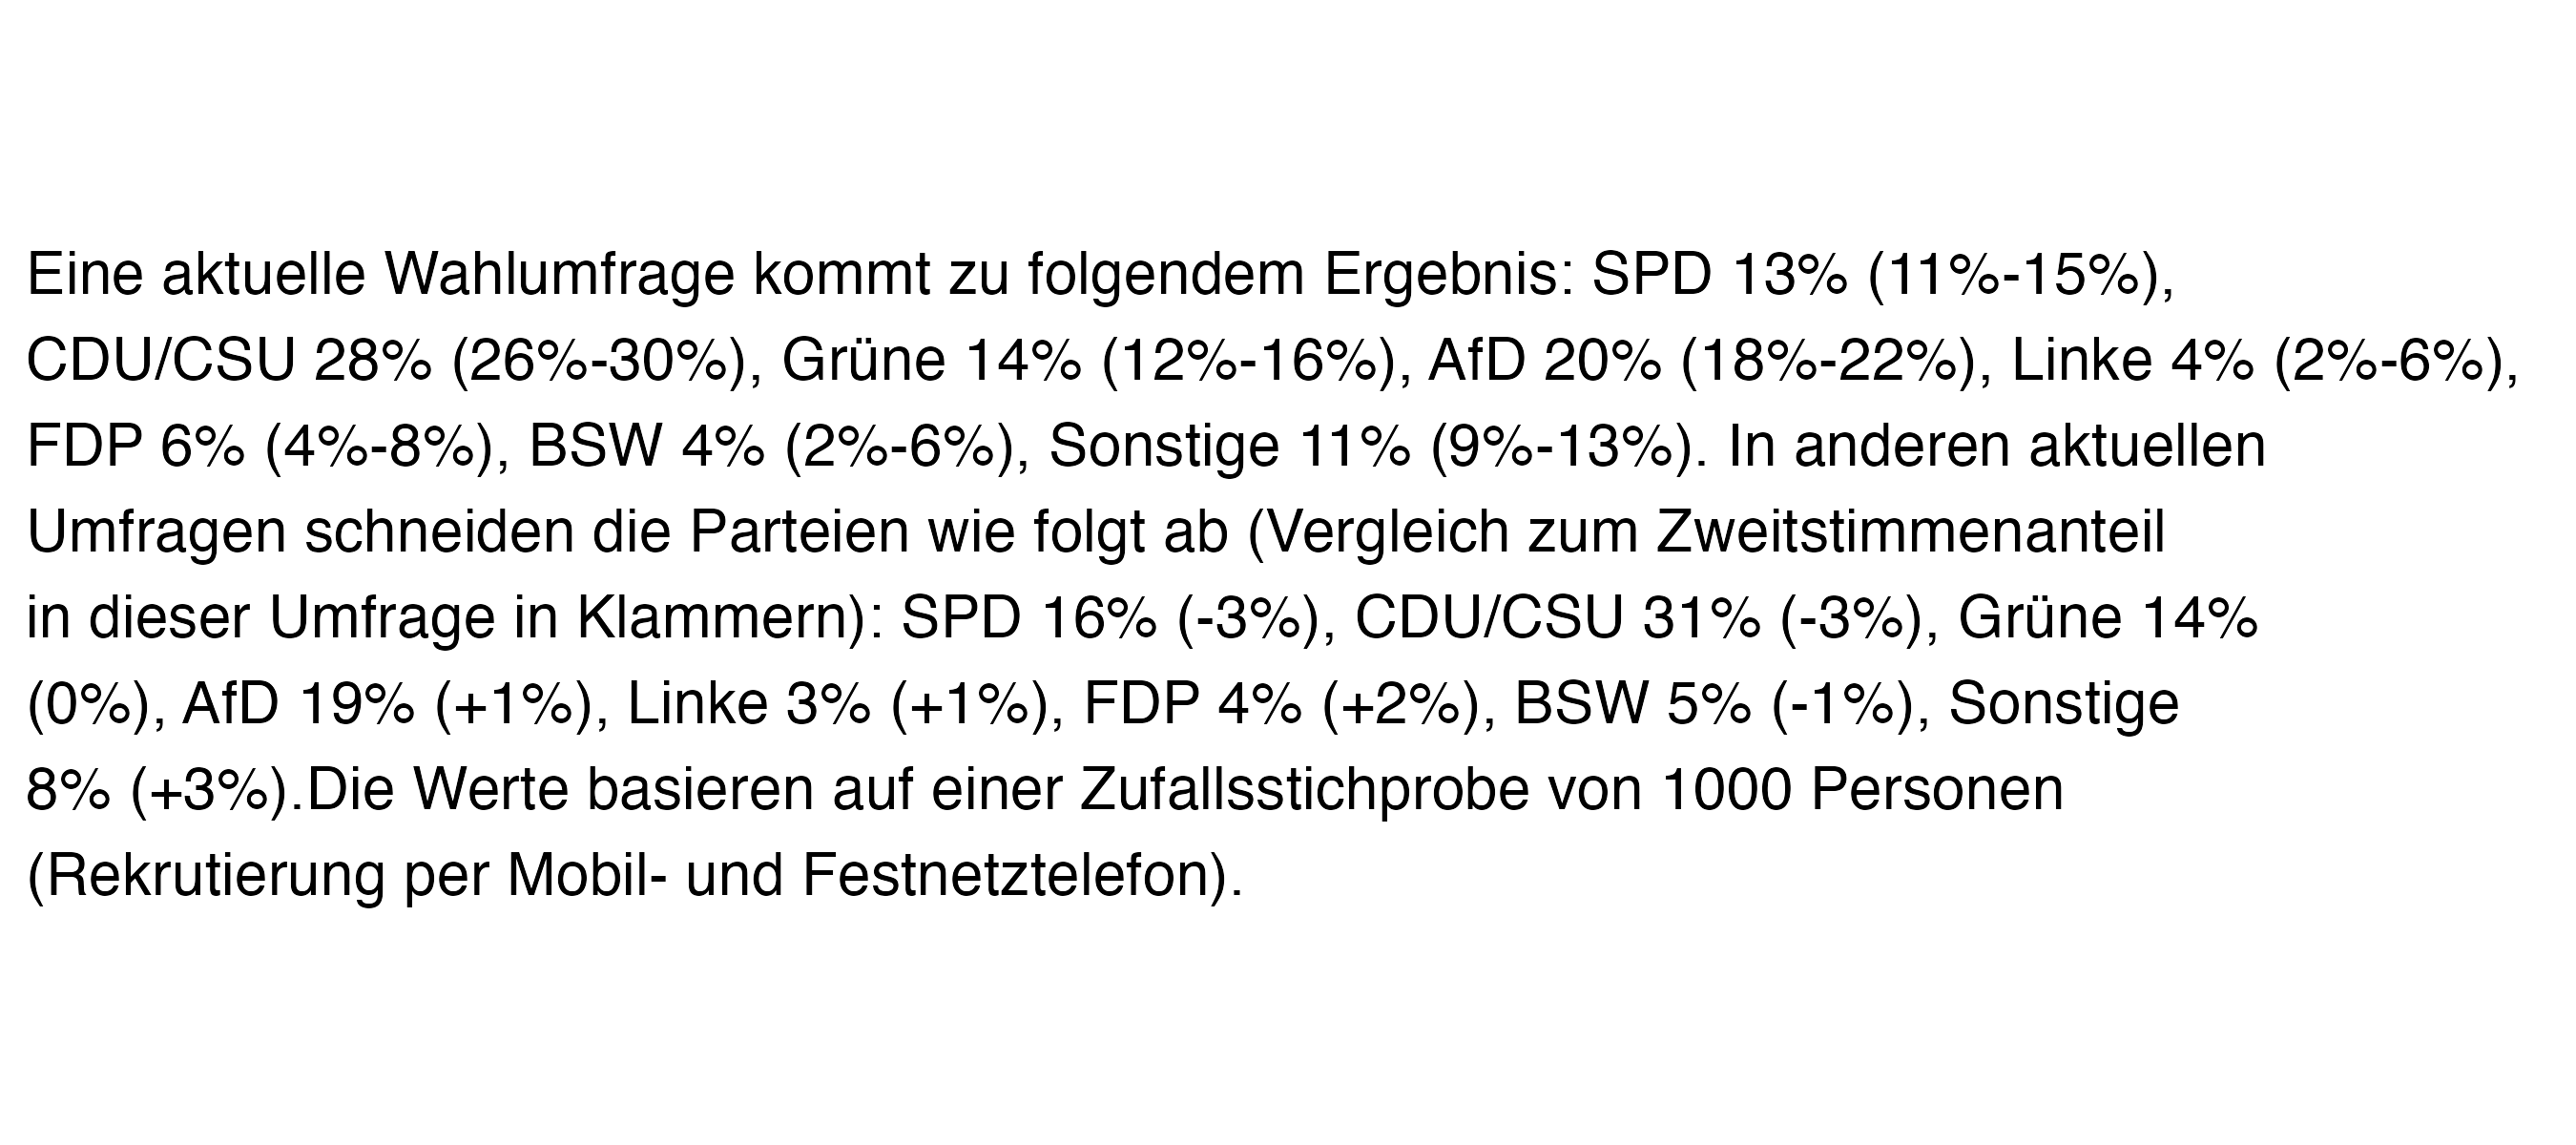 Eine aktuelle Wahlumfrage kommt zu folgendem Ergebnis: SPD 13% (11%-15%),
CDU/CSU 28% (26%-30%), Grüne 14% (12%-16%), AfD 20% (18%-22%), Linke 4% (2%-6%),
FDP 6% (4%-8%), BSW 4% (2%-6%), Sonstige 11% (9%-13%). In anderen aktuellen
Umfragen schneiden die Parteien wie folgt ab (Vergleich zum Zweitstimmenanteil
in dieser Umfrage in Klammern): SPD 16% (-3%), CDU/CSU 31% (-3%), Grüne 14%
(0%), AfD 19% (+1%), Linke 3% (+1%), FDP 4% (+2%), BSW 5% (-1%), Sonstige
8% (+3%).Die Werte basieren auf einer Zufallsstichprobe von 1000 Personen
(Rekrutierung per Mobil- und Festnetztelefon).